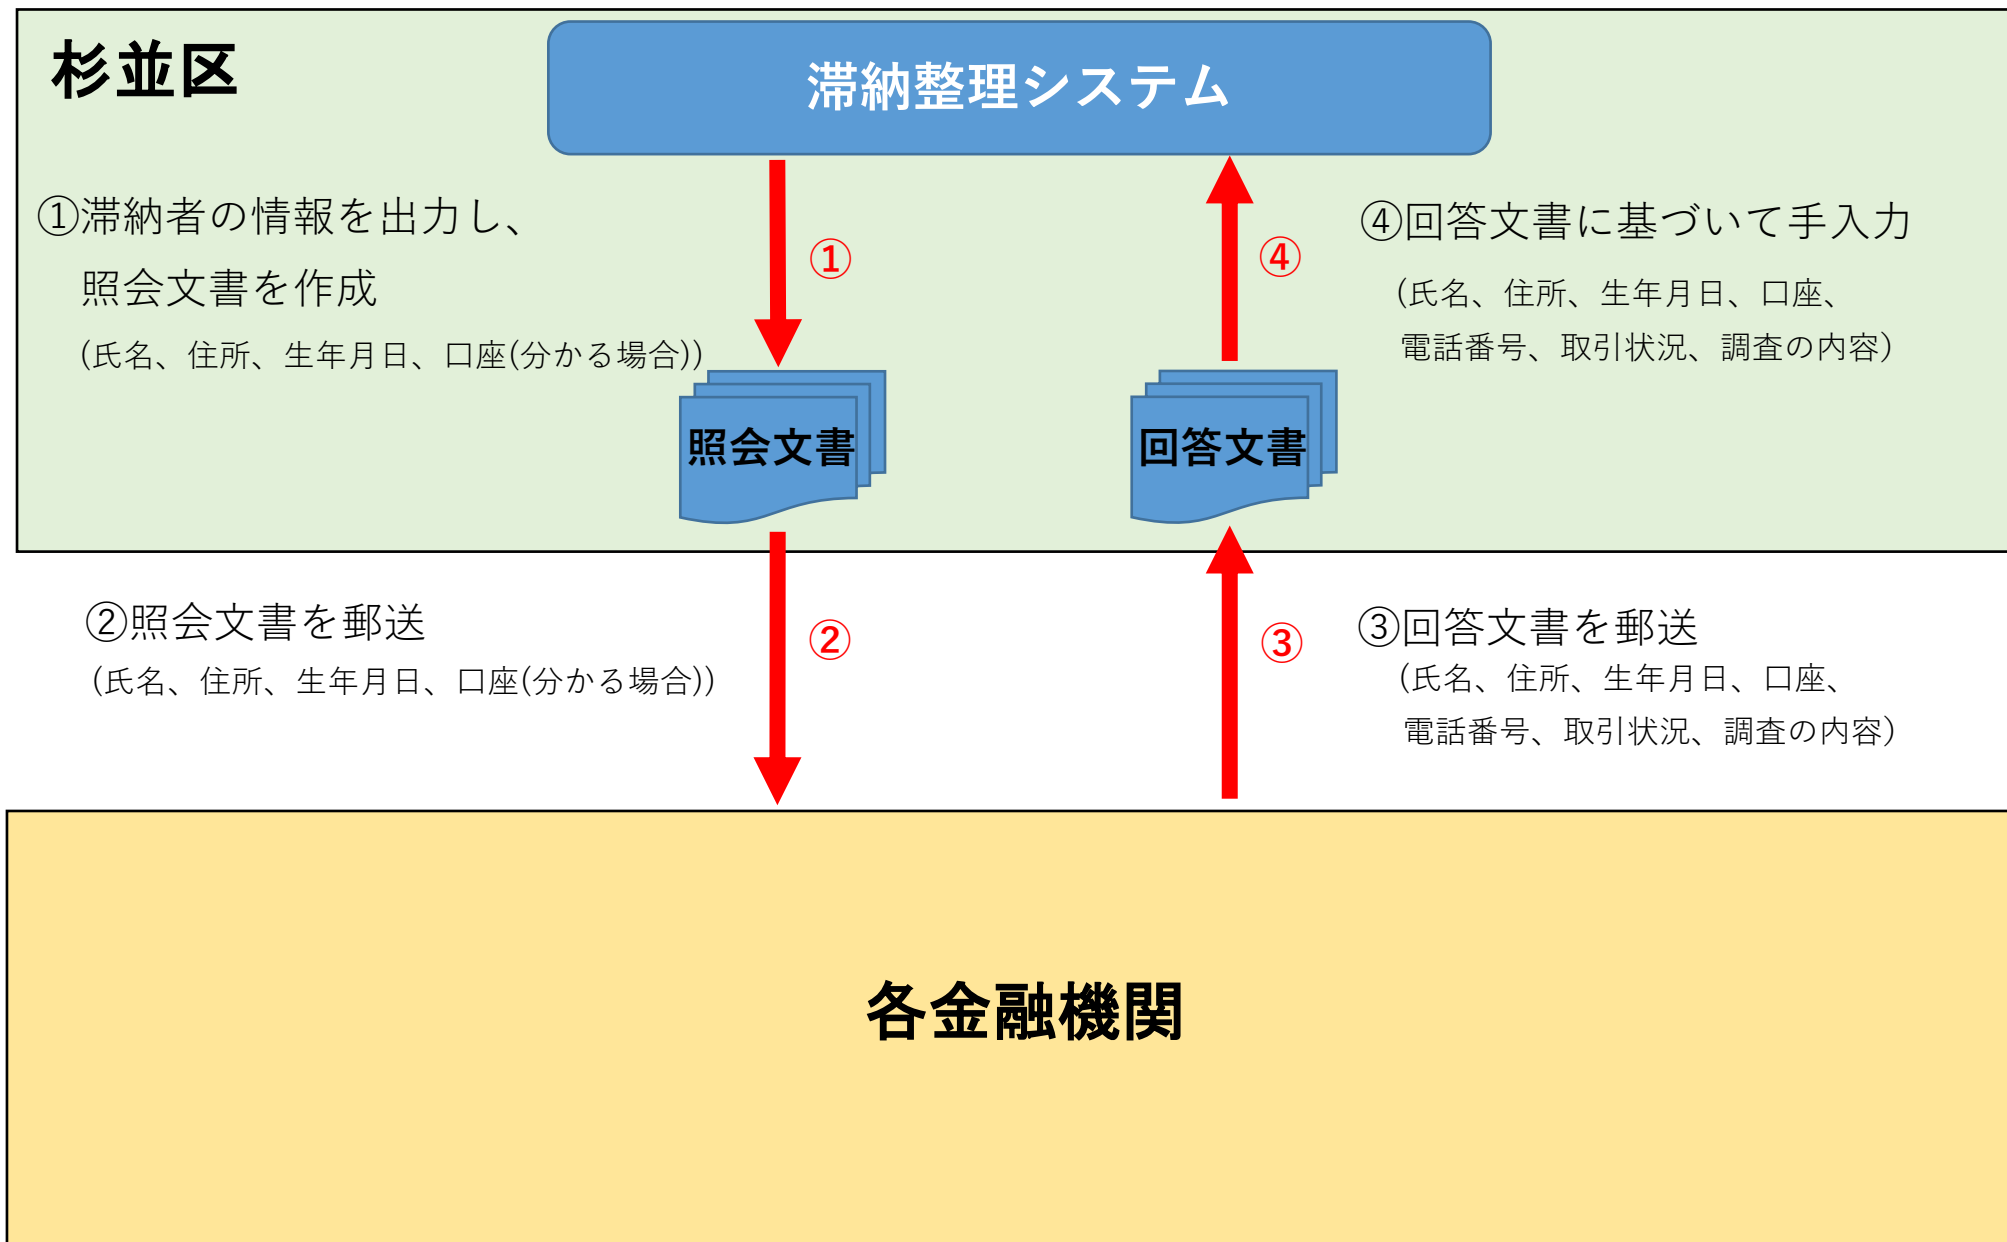 杉並区
滞納整理システム
①滞納者の情報を出力し、
照会文書を作成
(氏名、住所、生年月日、口座(分かる場合))
①
④
④回答文書に基づいて手入力
(氏名、住所、生年月日、口座、
電話番号、取引状況、調査の内容)
照会文書
回答文書
②照会文書を郵送
(氏名、住所、生年月日、口座(分かる場合))
②
③
③回答文書を郵送
(氏名、住所、生年月日、口座、
電話番号、取引状況、調査の内容)
各金融機関